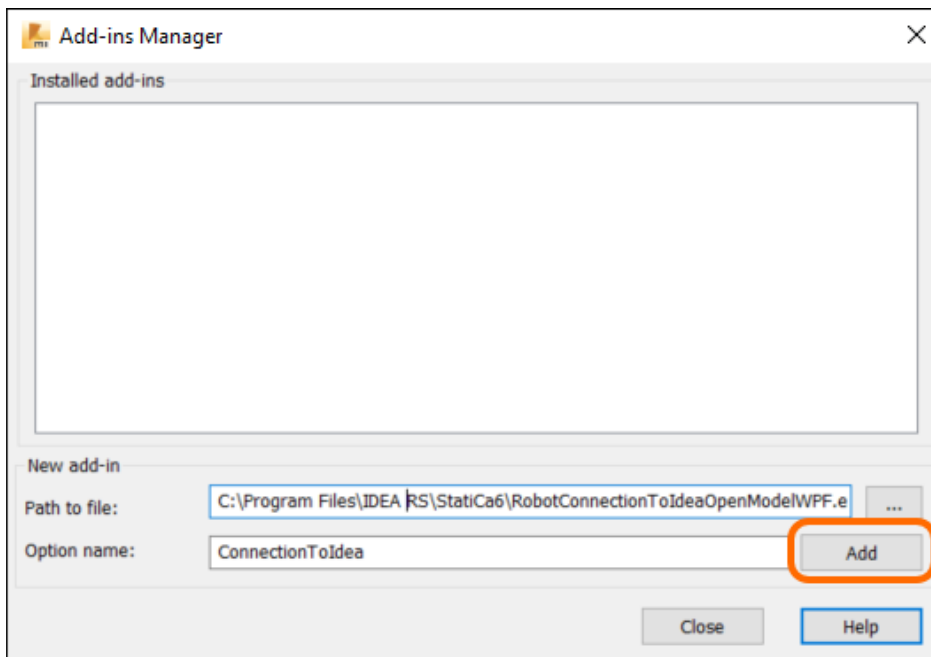 Add-ins Manager
Installed add-ins
New add-in
Path to file: C:\Program Files\IDEA RS\StatiCa6\RobotConnectionToIdeaOpenModelWPF.e ...
Option name: ConnectionToIdea Add
Close Help